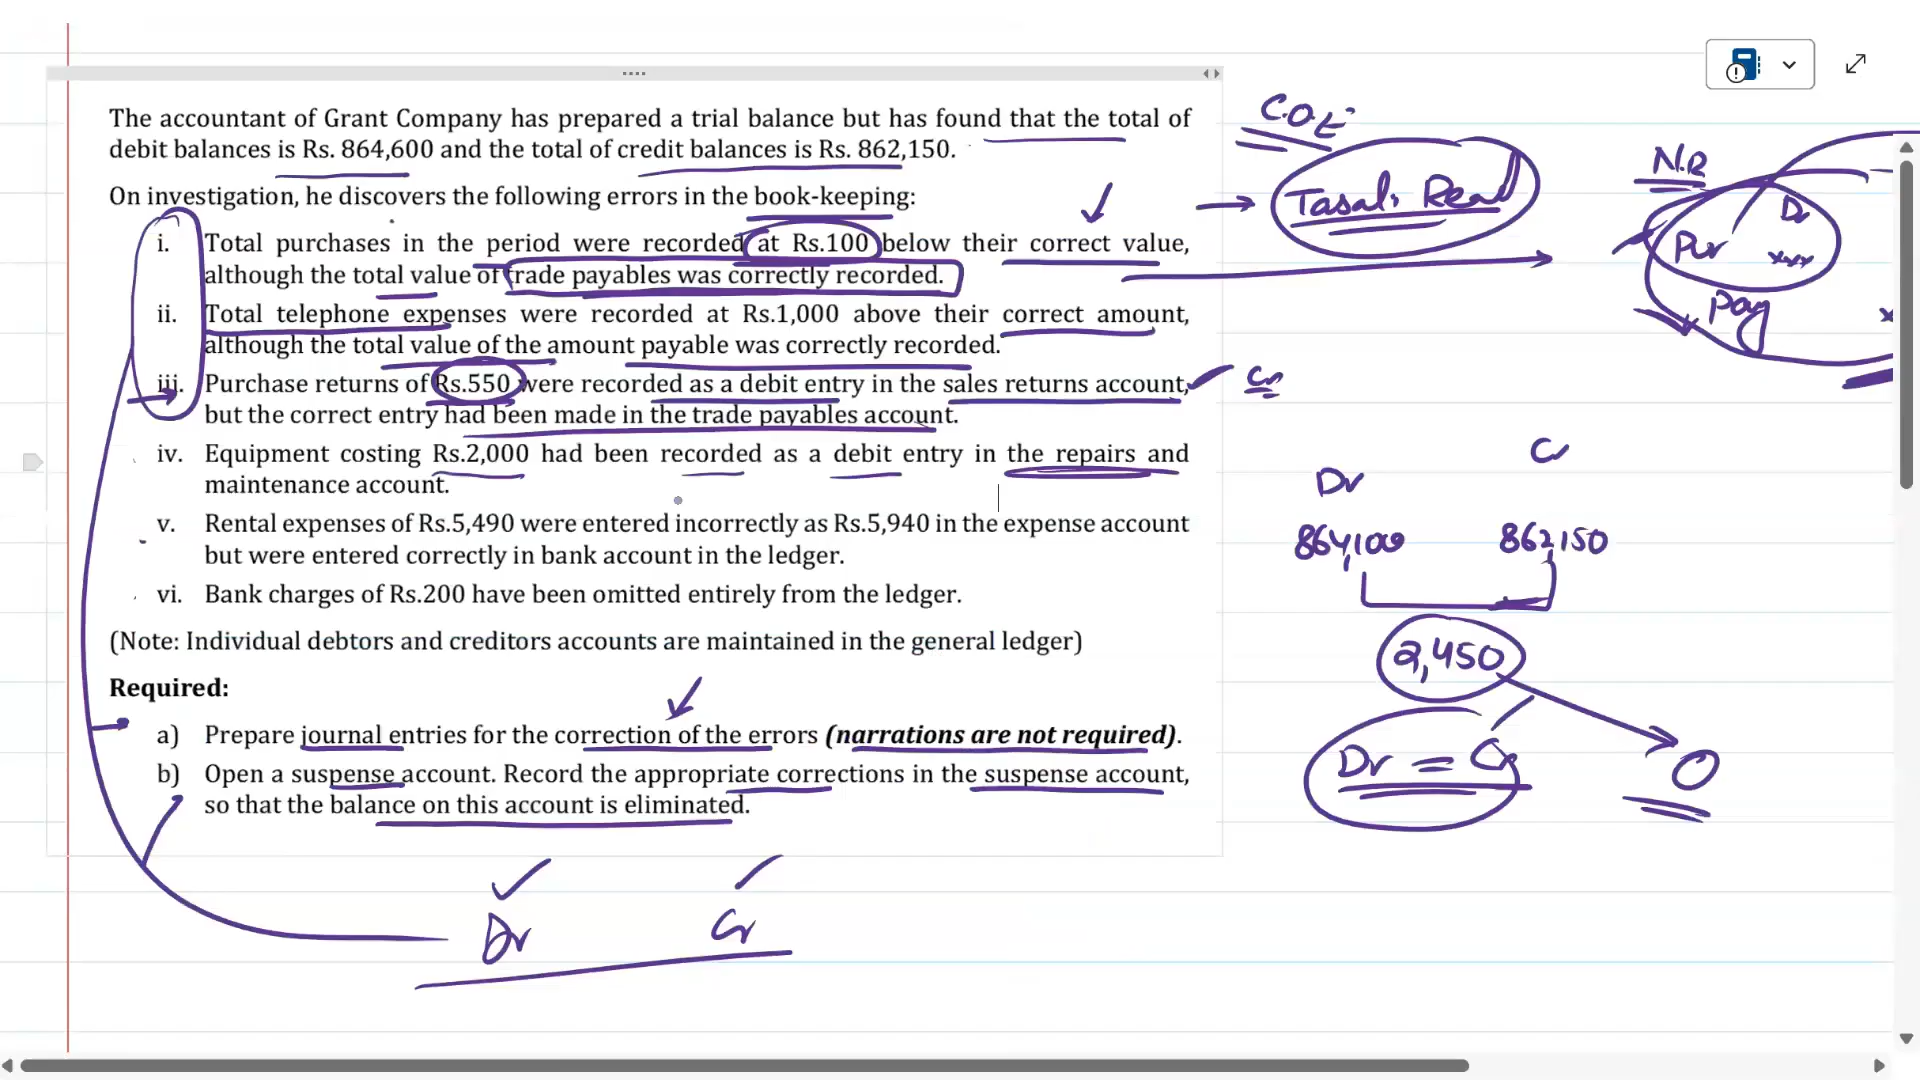 The accountant of Grant Company has prepared a trial balance but has found that the total of
debit balances is Rs. 864,600 and the total of credit balances is Rs. 862,150.
On investigation, he discovers the following errors in the book-keeping:
i. Total purchases in the period were recorded at Rs.100 below their correct value,
although the total value of trade payables was correctly recorded.
ii. Total telephone expenses were recorded at Rs.1,000 above their correct amount,
although the total value of the amount payable was correctly recorded.
iii. Purchase returns of Rs.550 were recorded as a debit entry in the sales returns account,
but the correct entry had been made in the trade payables account.
iv. Equipment costing Rs.2,000 had been recorded as a debit entry in the repairs and
maintenance account.
v. Rental expenses of Rs.5,490 were entered incorrectly as Rs.5,940 in the expense account
but were entered correctly in bank account in the ledger.
vi. Bank charges of Rs.200 have been omitted entirely from the ledger.
(Note: Individual debtors and creditors accounts are maintained in the general ledger)
Required:
a) Prepare journal entries for the correction of the errors (narrations are not required).
b) Open a suspense account. Record the appropriate corrections in the suspense account,
so that the balance on this account is eliminated.
Dr Cr
C.O.E
Tasali Read
Cr
Dr Cr
864,100 862,150
2,450
Dr = Cr 0
N.R
Dr
Pur xxx
Pay x